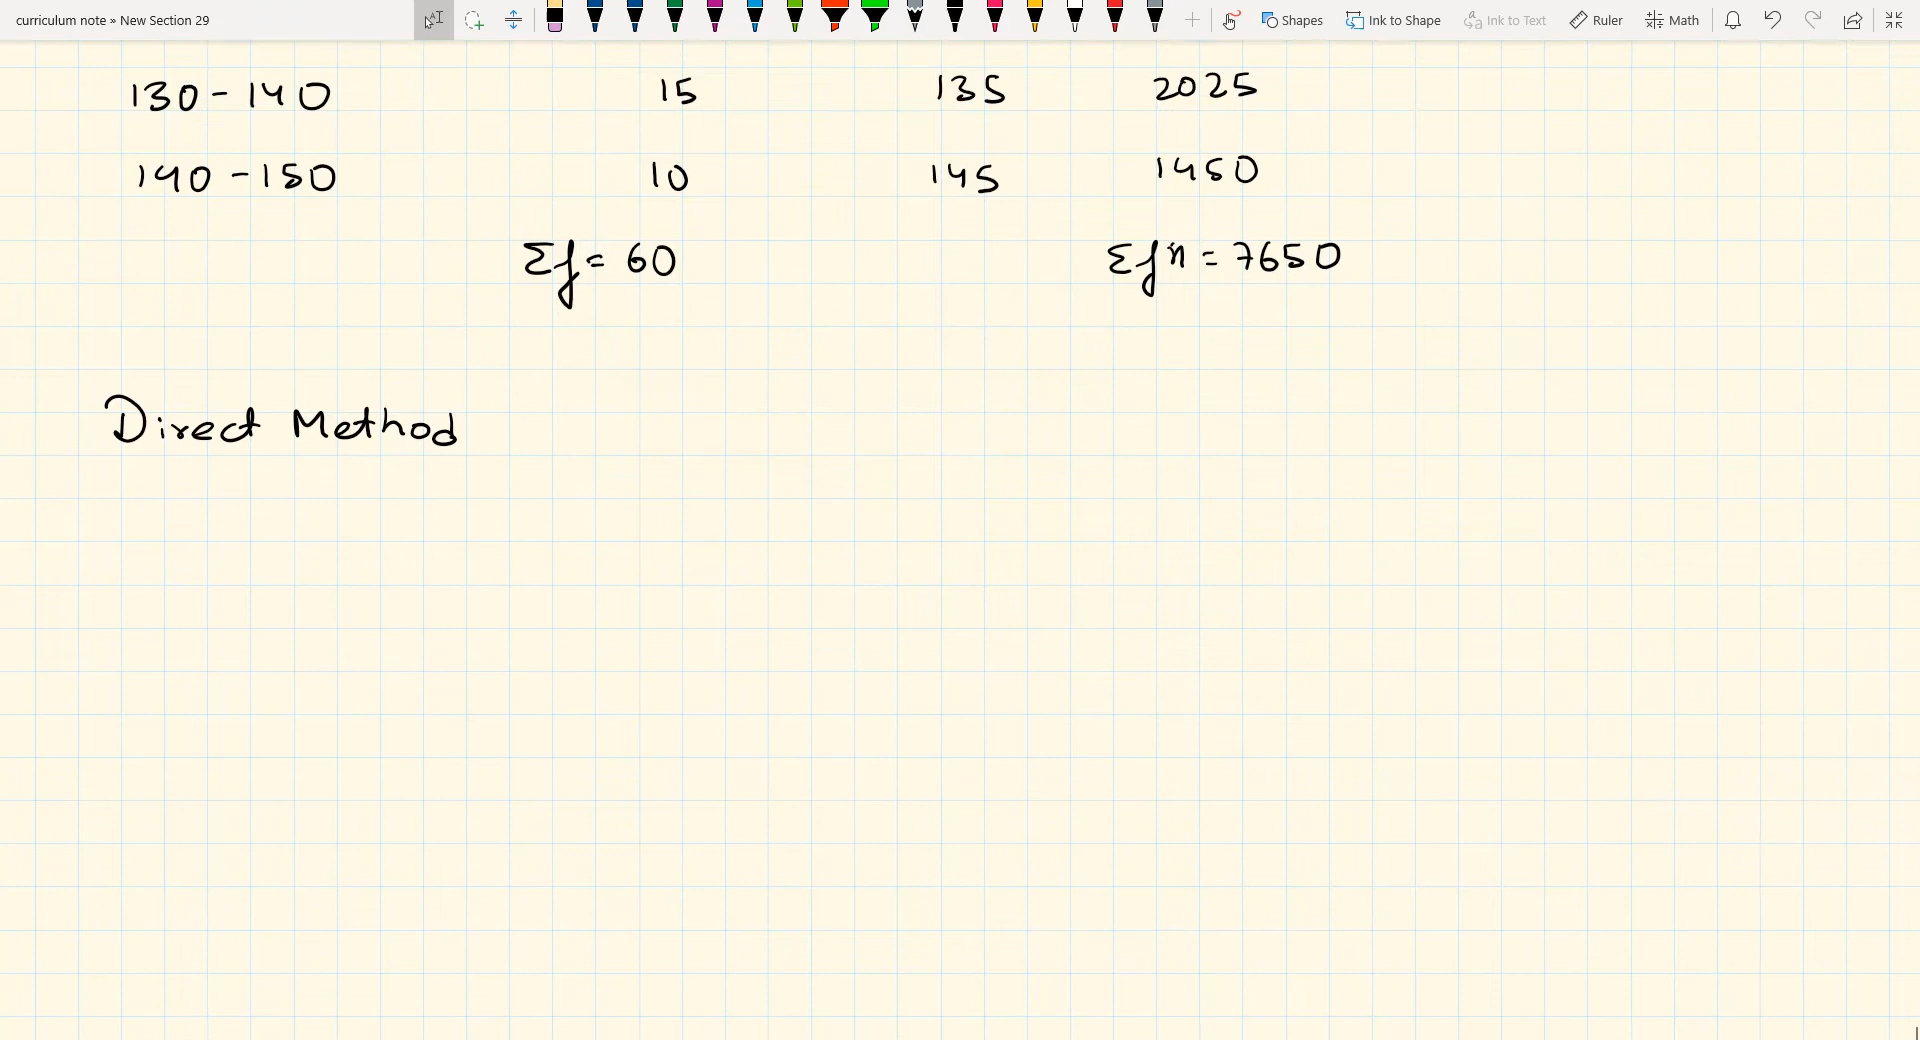 curriculum note » New Section 29 Shapes Ink to Shape Ink to Text Ruler Math
130 - 140 15 135 2025
140 - 150 10 145 1450
Σf = 60 Σfx = 7650
Direct Method